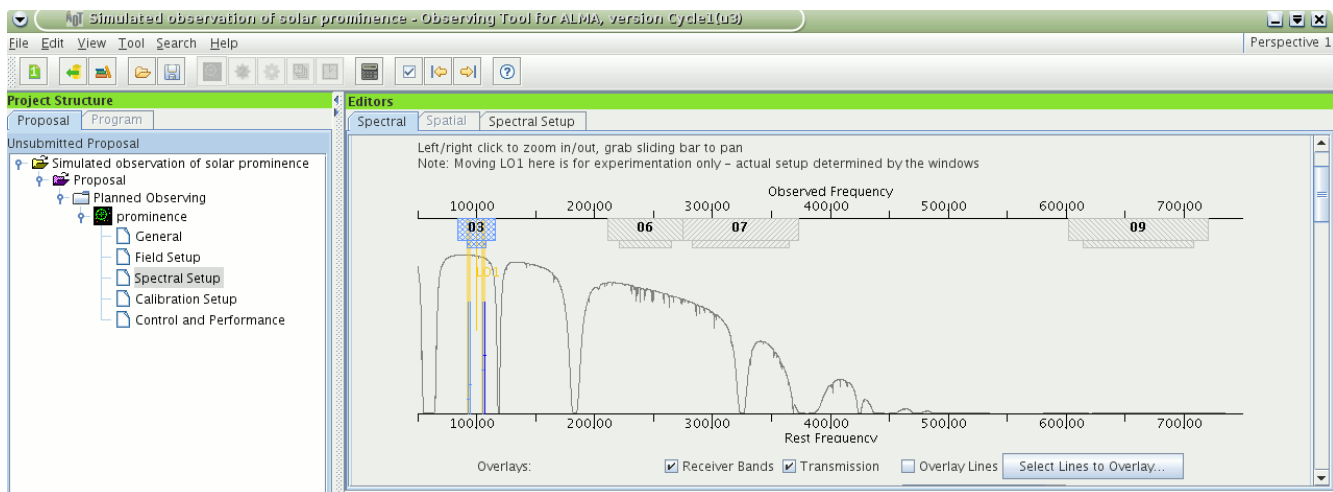 Simulated observation of solar prominence - Observing Tool for ALMA, version Cycle1(u3)
File Edit View Tool Search Help
Perspective 1
Project Structure
Proposal Program
Unsubmitted Proposal
Simulated observation of solar prominence
Proposal
Planned Observing
prominence
General
Field Setup
Spectral Setup
Calibration Setup
Control and Performance
Editors
Spectral Spatial Spectral Setup
Left/right click to zoom in/out, grab sliding bar to pan
Note: Moving LO1 here is for experimentation only - actual setup determined by the windows
Observed Frequency
100|00 200|00 300|00 400|00 500|00 600|00 700|00
03 06 07 09
LO1
100|00 200|00 300|00 400|00 500|00 600|00 700|00
Rest Frequency
Overlays: Receiver Bands Transmission Overlay Lines Select Lines to Overlay...